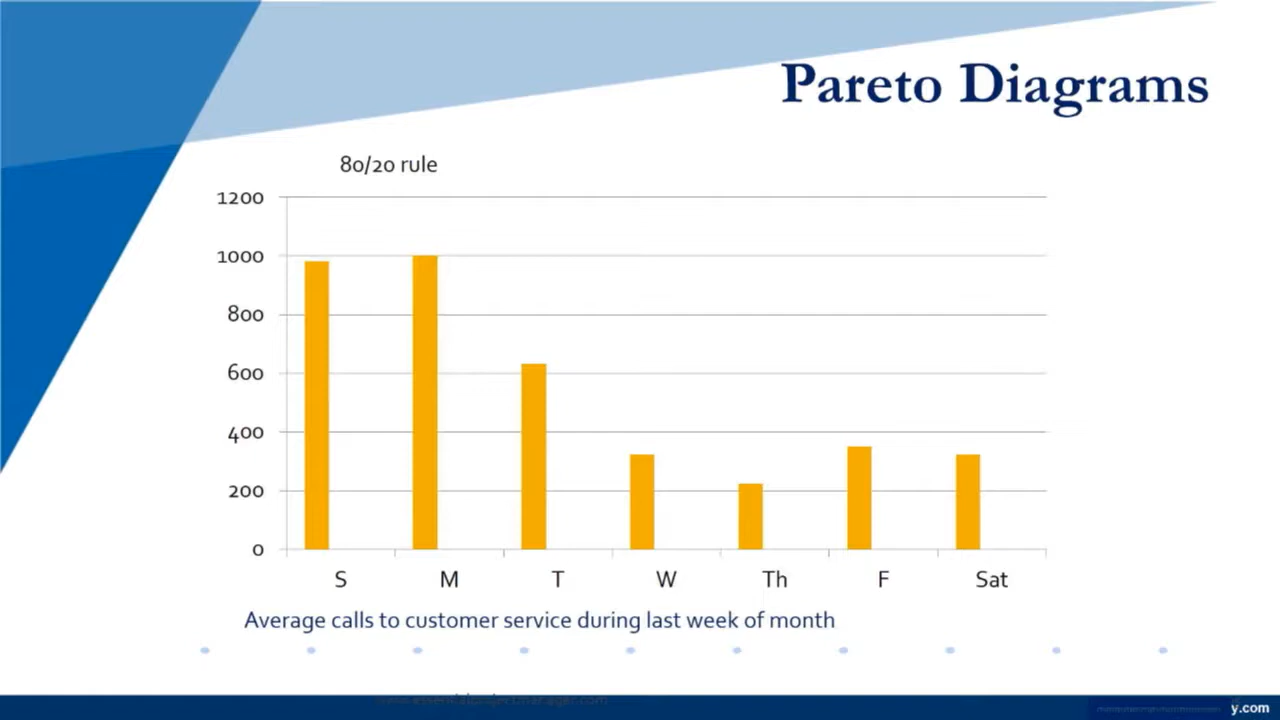 Pareto Diagrams
80/20 rule
1200
1000
800
600
400
200
0
S M T W Th F Sat
Average calls to customer service during last week of month
y.com